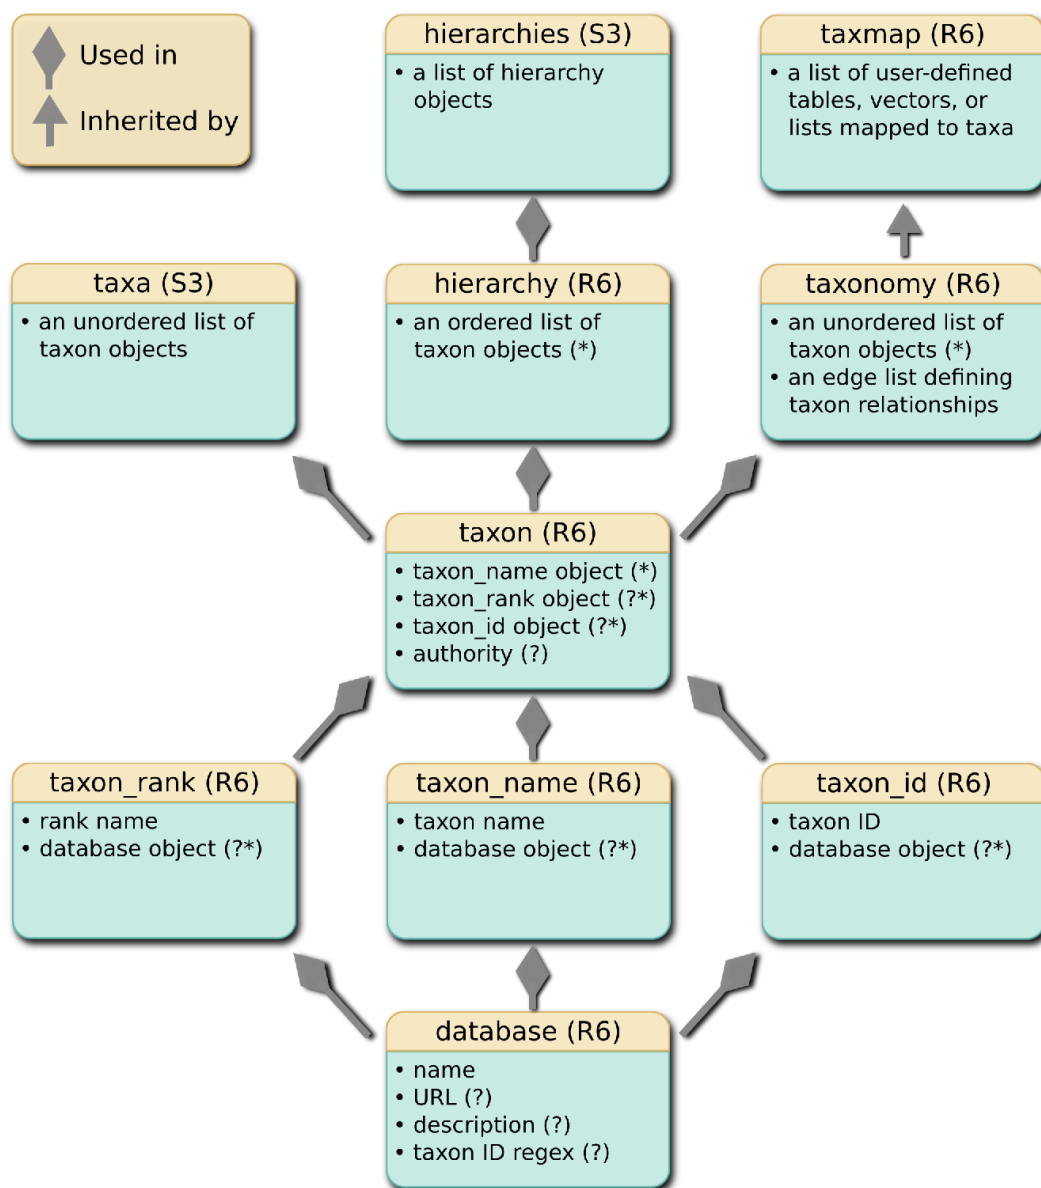 Used in
Inherited by
hierarchies (S3)
• a list of hierarchy
objects
taxmap (R6)
• a list of user-defined
tables, vectors, or
lists mapped to taxa
taxa (S3)
• an unordered list of
taxon objects
hierarchy (R6)
• an ordered list of
taxon objects (*)
taxonomy (R6)
• an unordered list of
taxon objects (*)
• an edge list defining
taxon relationships
taxon (R6)
• taxon_name object (*)
• taxon_rank object (?*)
• taxon_id object (?*)
• authority (?)
taxon_rank (R6)
• rank name
• database object (?*)
taxon_name (R6)
• taxon name
• database object (?*)
taxon_id (R6)
• taxon ID
• database object (?*)
database (R6)
• name
• URL (?)
• description (?)
• taxon ID regex (?)